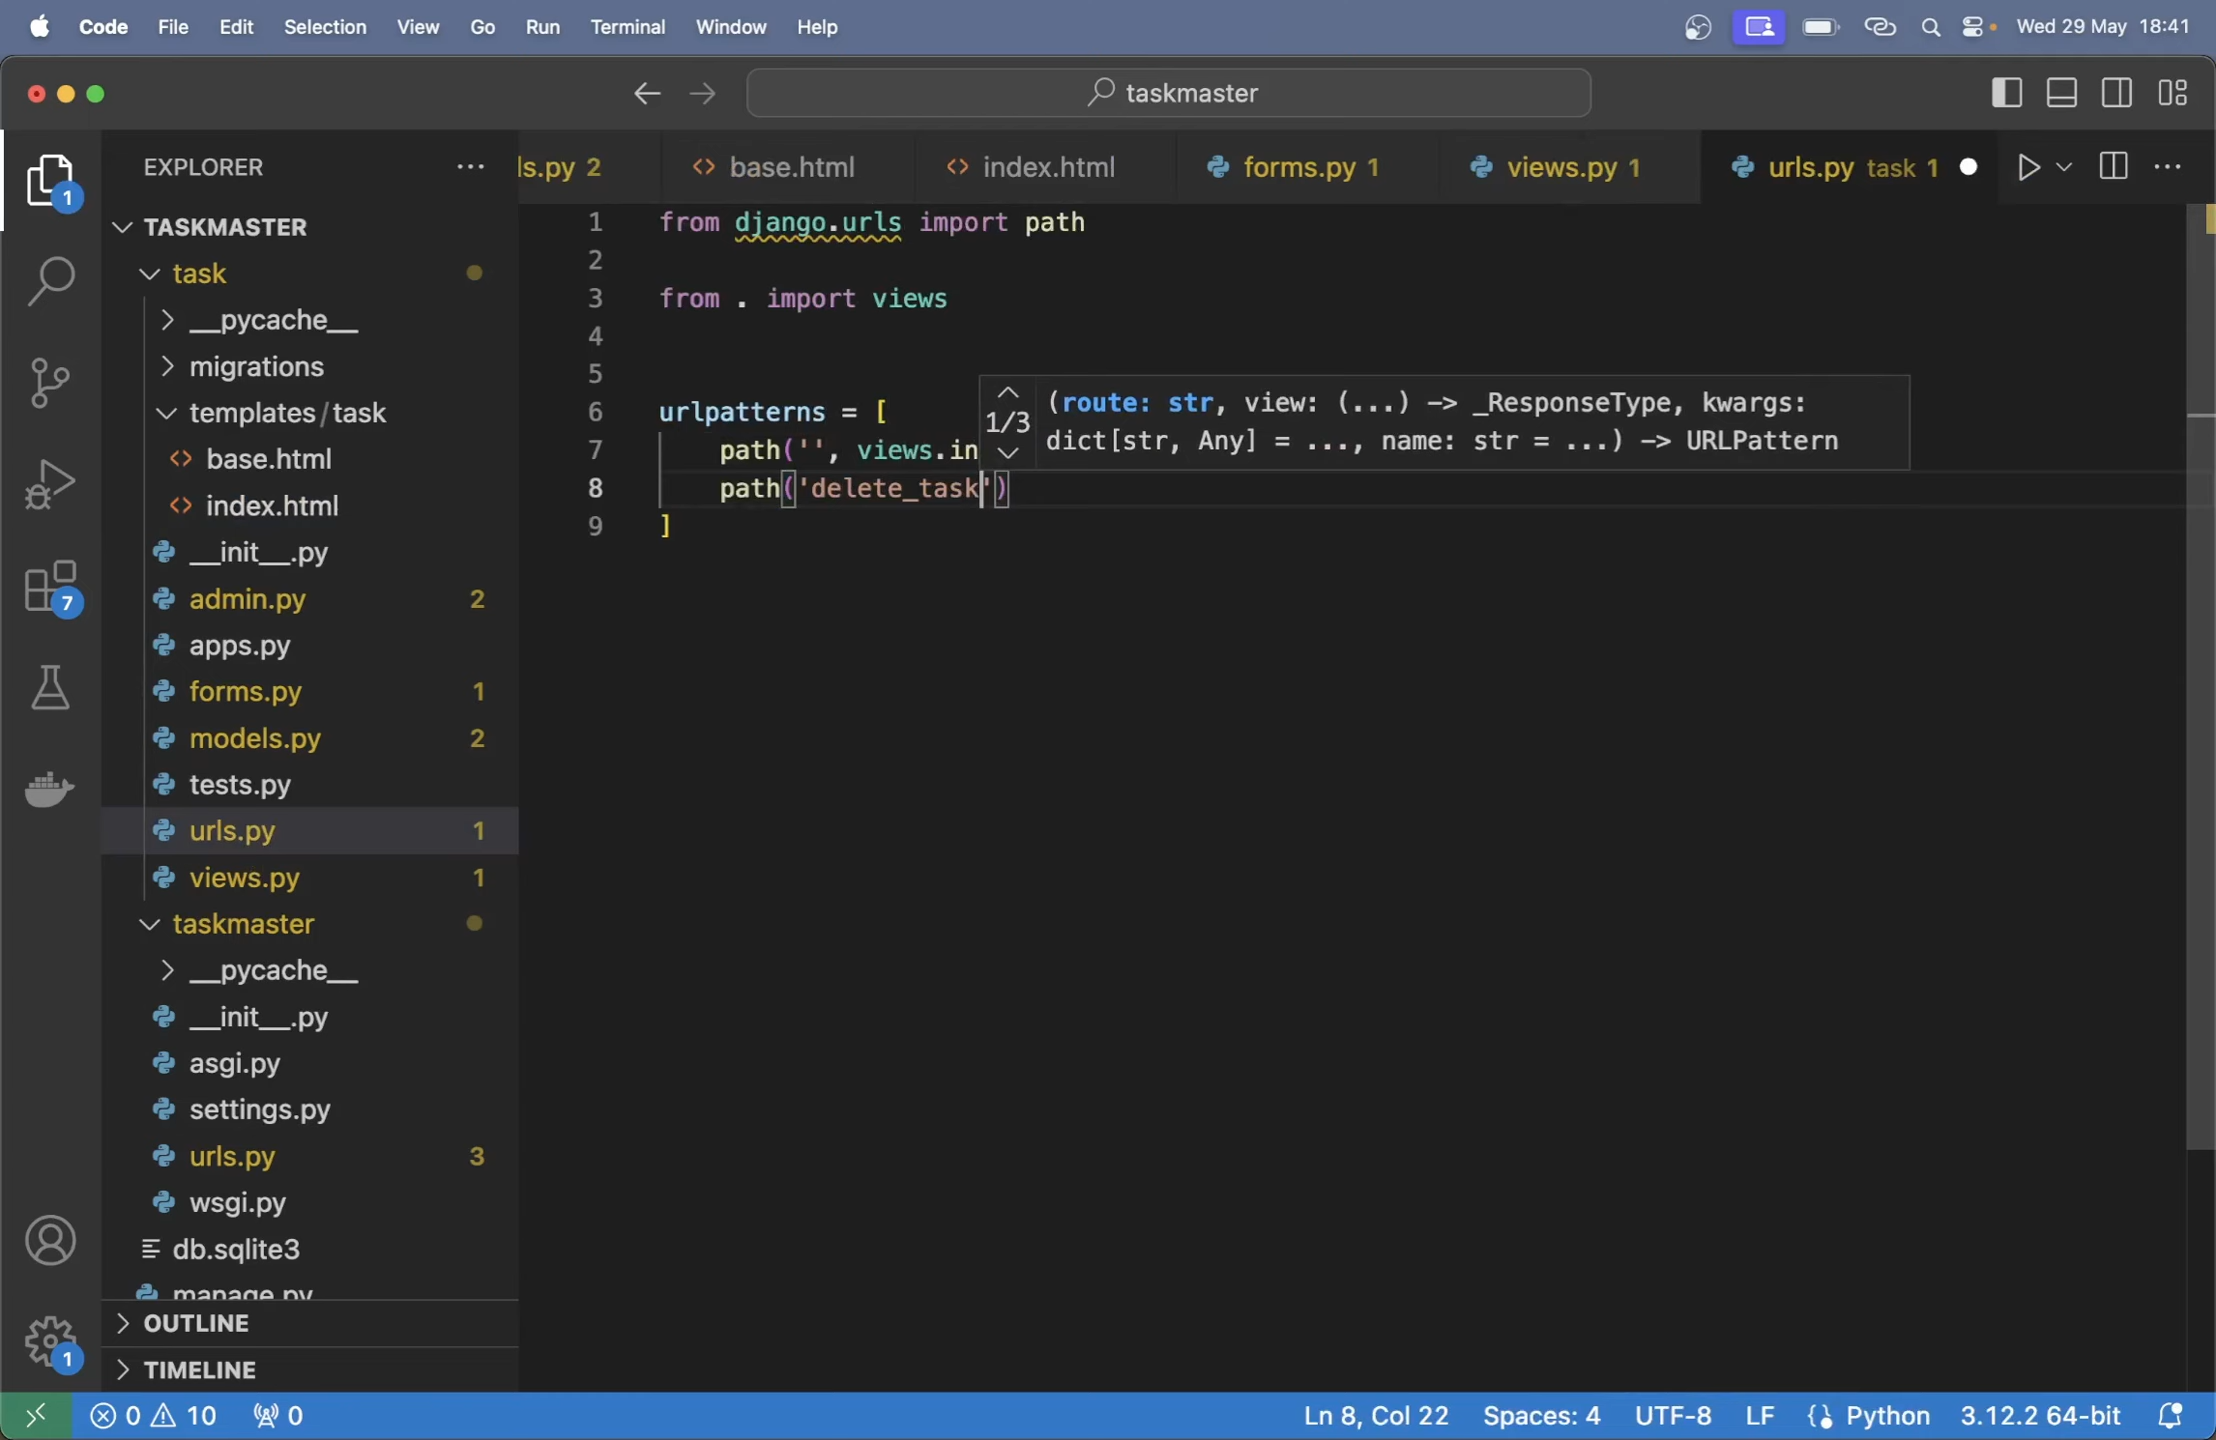 Code File Edit Selection View Go Run Terminal Window Help Wed 29 May 18:41
taskmaster
EXPLORER
ls.py 2 base.html index.html forms.py 1 views.py 1 urls.py task 1
TASKMASTER
task
__pycache__
migrations
templates/task
base.html
index.html
__init__.py
admin.py 2
apps.py
forms.py 1
models.py 2
tests.py
urls.py 1
views.py 1
taskmaster
__pycache__
__init__.py
asgi.py
settings.py
urls.py 3
wsgi.py
db.sqlite3
manage.py
OUTLINE
TIMELINE
1
7
1
1 from django.urls import path
2
3 from . import views
4
5
6 urlpatterns = [
7 path('', views.in
8 path('delete_task')
9 ]
1/3
(route: str, view: (...) -> _ResponseType, kwargs:
dict[str, Any] = ..., name: str = ...) -> URLPattern
0 10 0 Ln 8, Col 22 Spaces: 4 UTF-8 LF Python 3.12.2 64-bit